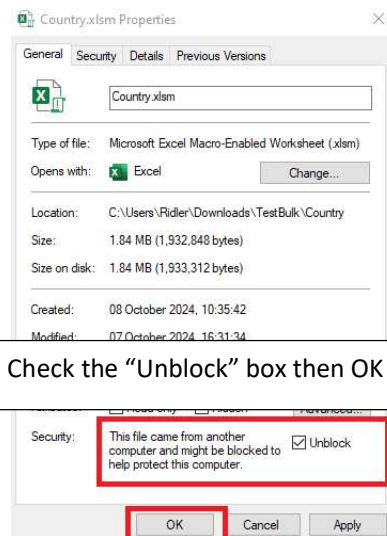 Country.xlsm Properties
General Security Details Previous Versions
Country.xlsm
Type of file: Microsoft Excel Macro-Enabled Worksheet (.xlsm)
Opens with: Excel Change...
Location: C:\Users\Ridler\Downloads\TestBulk\Country
Size: 1.84 MB (1,932,848 bytes)
Size on disk: 1.84 MB (1,933,312 bytes)
Created: 08 October 2024, 10:35:42
Modified: 07 October 2024, 16:31:34
Check the “Unblock” box then OK
Security: This file came from another
computer and might be blocked to
help protect this computer.
Unblock
OK Cancel Apply